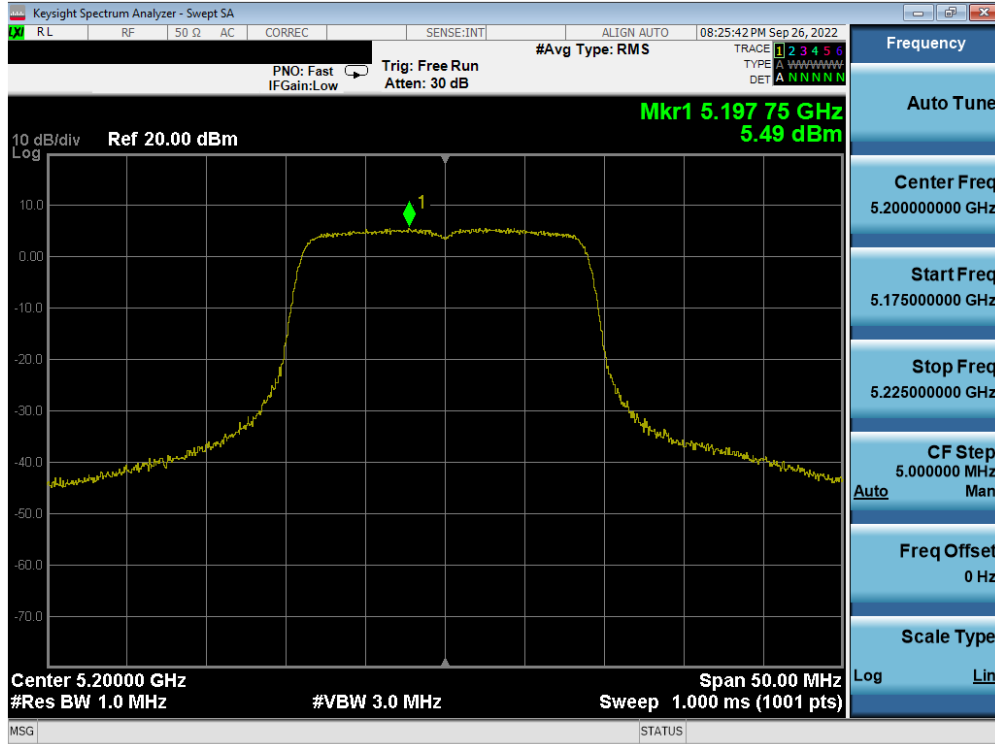 Keysight Spectrum Analyzer - Swept SA
LXI RL RF 50 Ω AC CORREC SENSE:INT ALIGN AUTO 08:25:42 PM Sep 26, 2022
#Avg Type: RMS
TRACE 1 2 3 4 5 6
PNO: Fast Trig: Free Run
TYPE A WWWWW
IFGain:Low Atten: 30 dB
DET A N N N N N
Mkr1 5.197 75 GHz
5.49 dBm
10 dB/div Ref 20.00 dBm
Log
1
10.0
0.00
-10.0
-20.0
-30.0
-40.0
-50.0
-60.0
-70.0
Center 5.20000 GHz Span 50.00 MHz
#Res BW 1.0 MHz #VBW 3.0 MHz Sweep 1.000 ms (1001 pts)
MSG STATUS
Frequency
Auto Tune
Center Freq
5.200000000 GHz
Start Freq
5.175000000 GHz
Stop Freq
5.225000000 GHz
CF Step
5.000000 MHz
Auto Man
Freq Offset
0 Hz
Scale Type
Log Lin